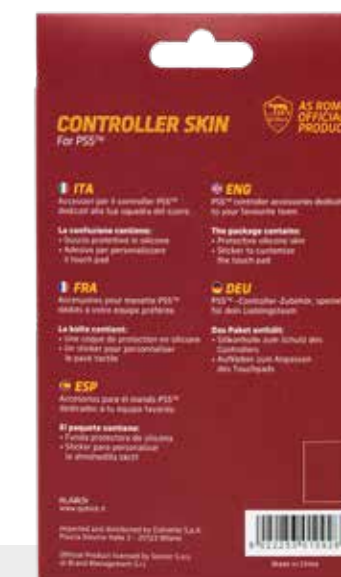 CONTROLLER SKIN
For PS5™
AS ROMA
OFFICIAL
PRODUCT
ITA
Accessori per il controller PS5™
dedicati alla tua squadra del cuore
La confezione contiene:
• Guscio protettivo in silicone
• Adesivo per personalizzare
il touch pad
ENG
PS5™ controller accessories dedicated
to your favourite team
The package contains:
• Protective silicone skin
• Sticker to customize
the touch pad
FRA
Accessoires pour manette PS5™
dédiés à votre équipe préférée
La boîte contient:
• Une coque de protection en silicone
• Un sticker pour personnaliser
le pavé tactile
DEU
PS5™-Controller-Zubehör, speziell
für dein Lieblingsteam
Das Paket enthält:
• Silikonhülle zum Schutz des
Controllers
• Aufkleber zum Anpassen
des Touchpads
ESP
Accesorios para el mando PS5™
dedicados a tu equipo favorito
El paquete contiene:
• Funda protectora de silicona
• Sticker para personalizar
la almohadilla táctil
Imported and distributed by
Made in China